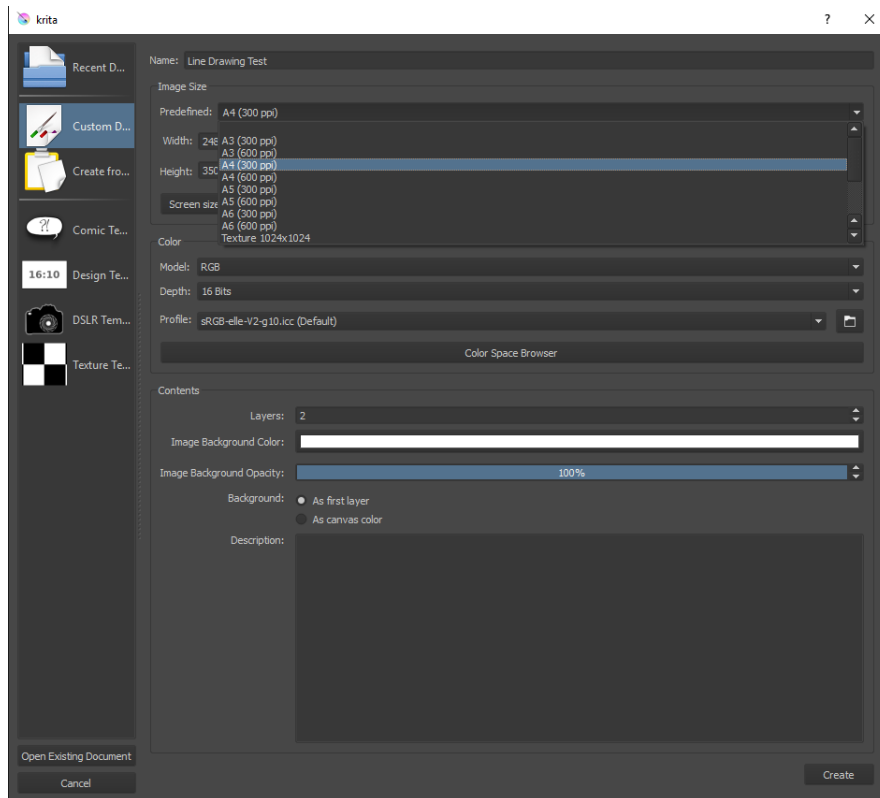 krita
?
Recent D...
Custom D...
Create fro...
?!
Comic Te...
16:10
Design Te...
DSLR Tem...
Texture Te...
Open Existing Document
Cancel
Name: Line Drawing Test
Image Size
Predefined: A4 (300 ppi)
Width: 248
Height: 350
Screen size
A3 (300 ppi)
A3 (600 ppi)
A4 (300 ppi)
A4 (600 ppi)
A5 (300 ppi)
A5 (600 ppi)
A6 (300 ppi)
A6 (600 ppi)
Texture 1024x1024
Color
Model: RGB
Depth: 16 Bits
Profile: sRGB-elle-V2-g10.icc (Default)
Color Space Browser
Contents
Layers: 2
Image Background Color:
Image Background Opacity: 100%
Background: As first layer
As canvas color
Description:
Create